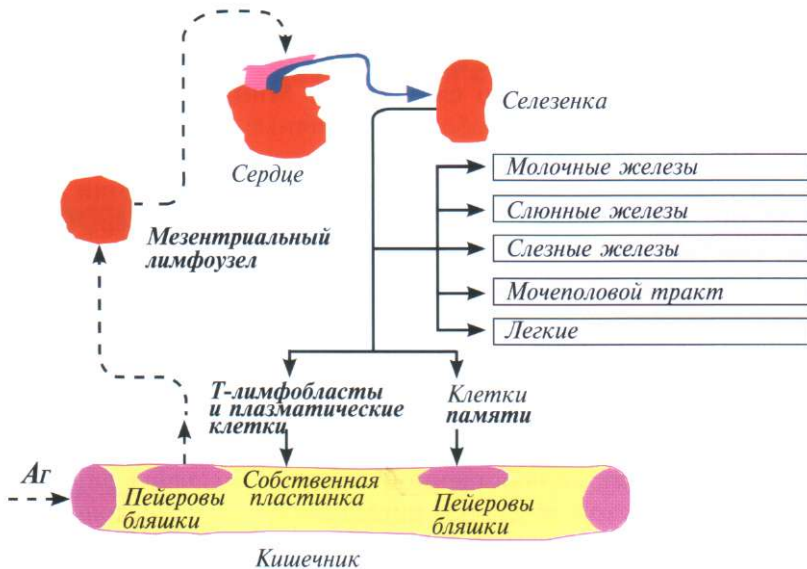 Селезенка
Сердце
Молочные железы
Слюнные железы
Слезные железы
Мочеполовой тракт
Легкие
Мезентриальный
лимфоузел
Т-лимфобласты
и плазматические
клетки
Клетки
памяти
Аг
Пейеровы
бляшки
Собственная
пластинка
Пейеровы
бляшки
Кишечник